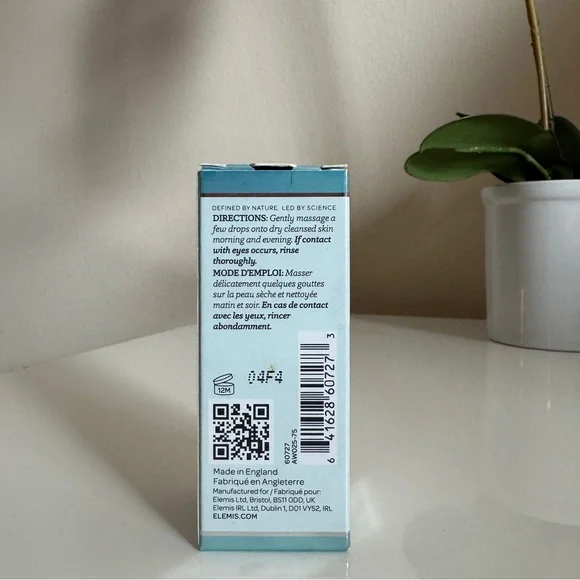 DEFINED BY NATURE, LED BY SCIENCE
DIRECTIONS: Gently massage a
few drops onto dry cleansed skin
morning and evening. If contact
with eyes occurs, rinse
thoroughly.
MODE D'EMPLOI: Masser
délicatement quelques gouttes
sur la peau sèche et nettoyée
matin et soir. En cas de contact
avec les yeux, rincer
abondamment.
12M
04F4
60727
AW025-75
6 41628 60727 3
Made in England
Fabriqué en Angleterre
Manufactured for / Fabriqué pour:
Elemis Ltd, Bristol, BS11 0DD, UK
Elemis IRL Ltd, Dublin 1, D01 VY52, IRL
ELEMIS.COM